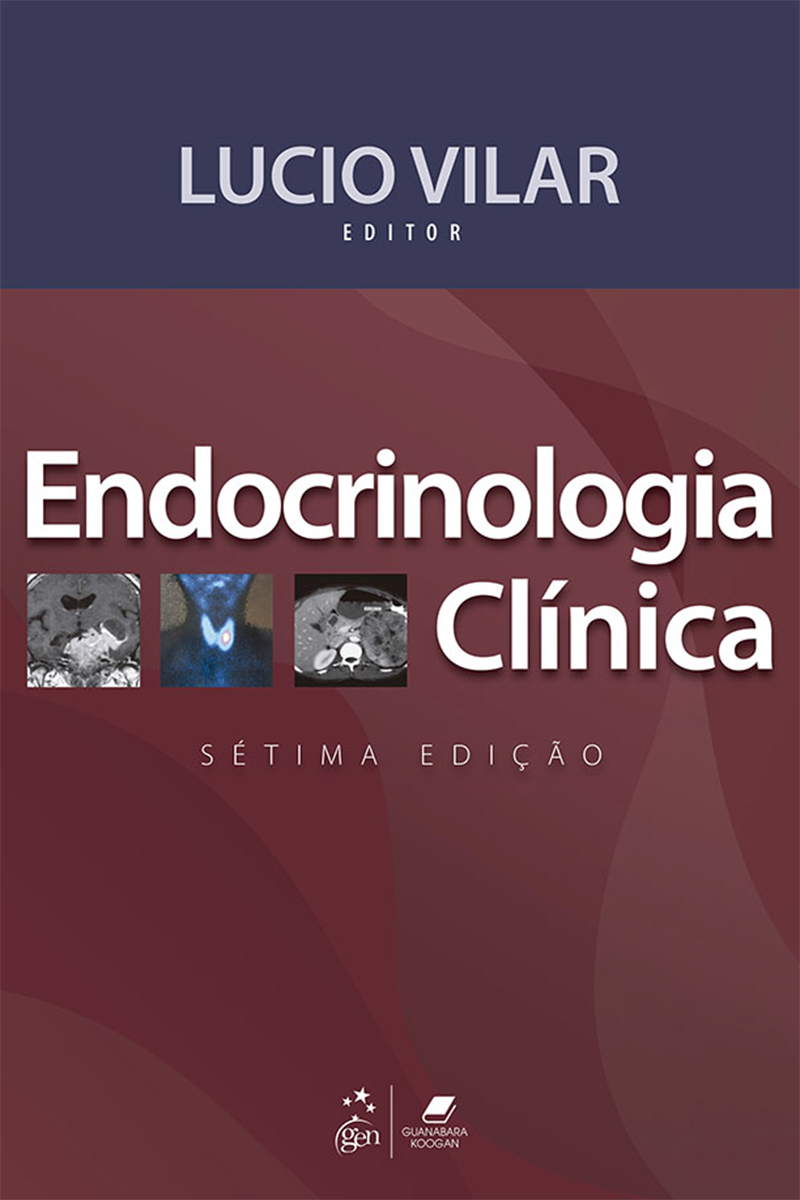 LUCIO VILAR
EDITOR
Endocrinologia
Clínica
SÉTIMA EDIÇÃO
gen
GUANABARA
KOOGAN